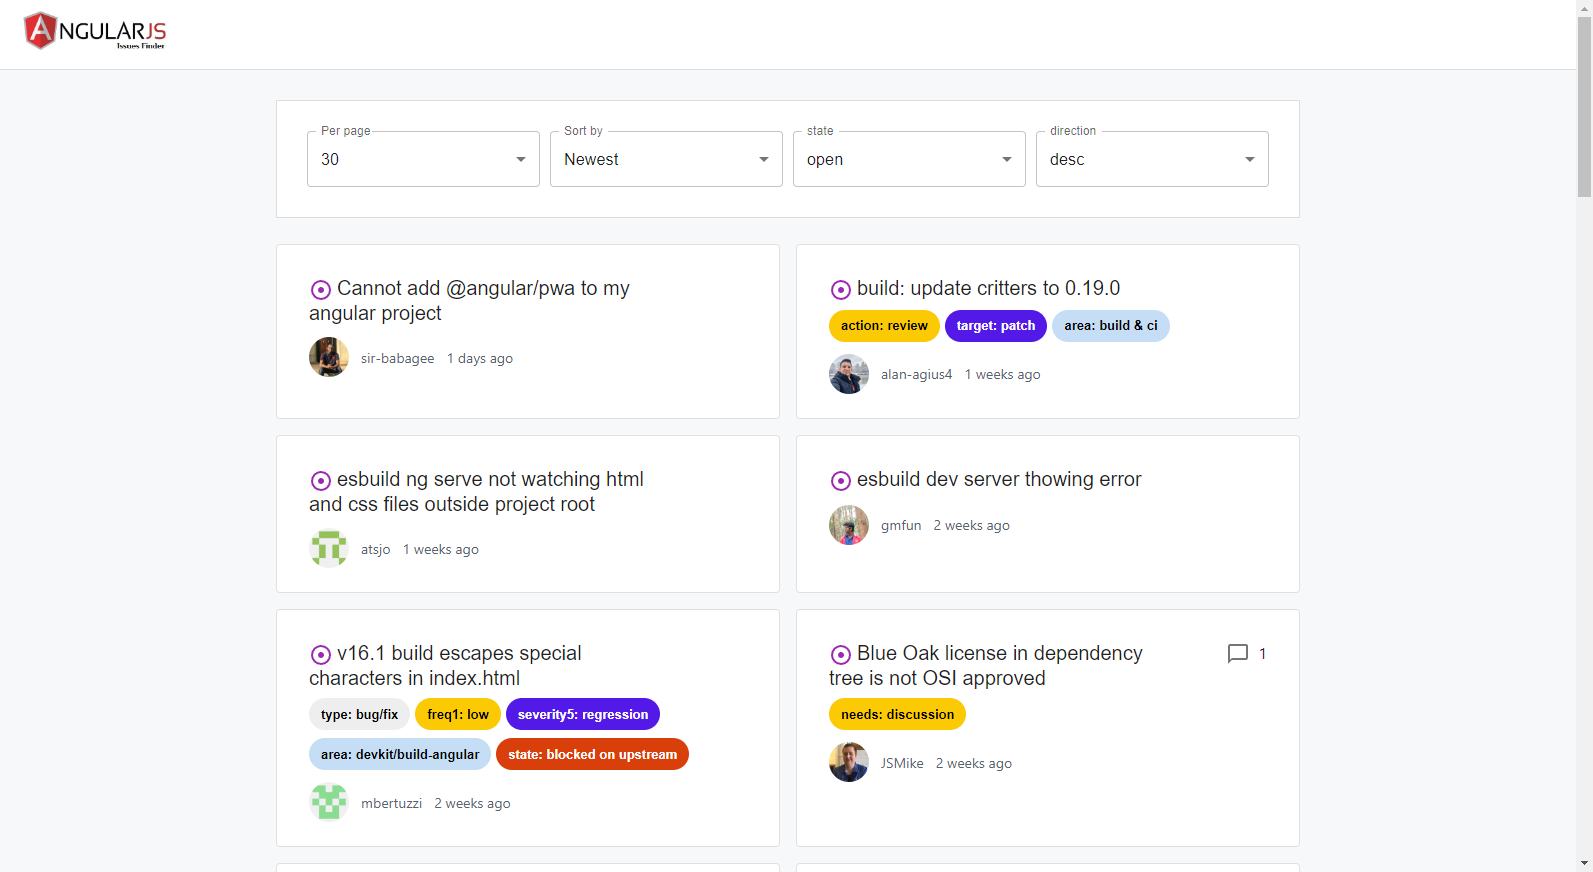 ANGULARJS
Issues Finder
Per page
30
Sort by
Newest
state
open
direction
desc
Cannot add @angular/pwa to my
angular project
sir-babagee 1 days ago
build: update critters to 0.19.0
action: review target: patch area: build & ci
alan-agius4 1 weeks ago
esbuild ng serve not watching html
and css files outside project root
atsjo 1 weeks ago
esbuild dev server thowing error
gmfun 2 weeks ago
v16.1 build escapes special
characters in index.html
type: bug/fix freq1: low severity5: regression
area: devkit/build-angular state: blocked on upstream
mbertuzzi 2 weeks ago
Blue Oak license in dependency
tree is not OSI approved
1
needs: discussion
JSMike 2 weeks ago